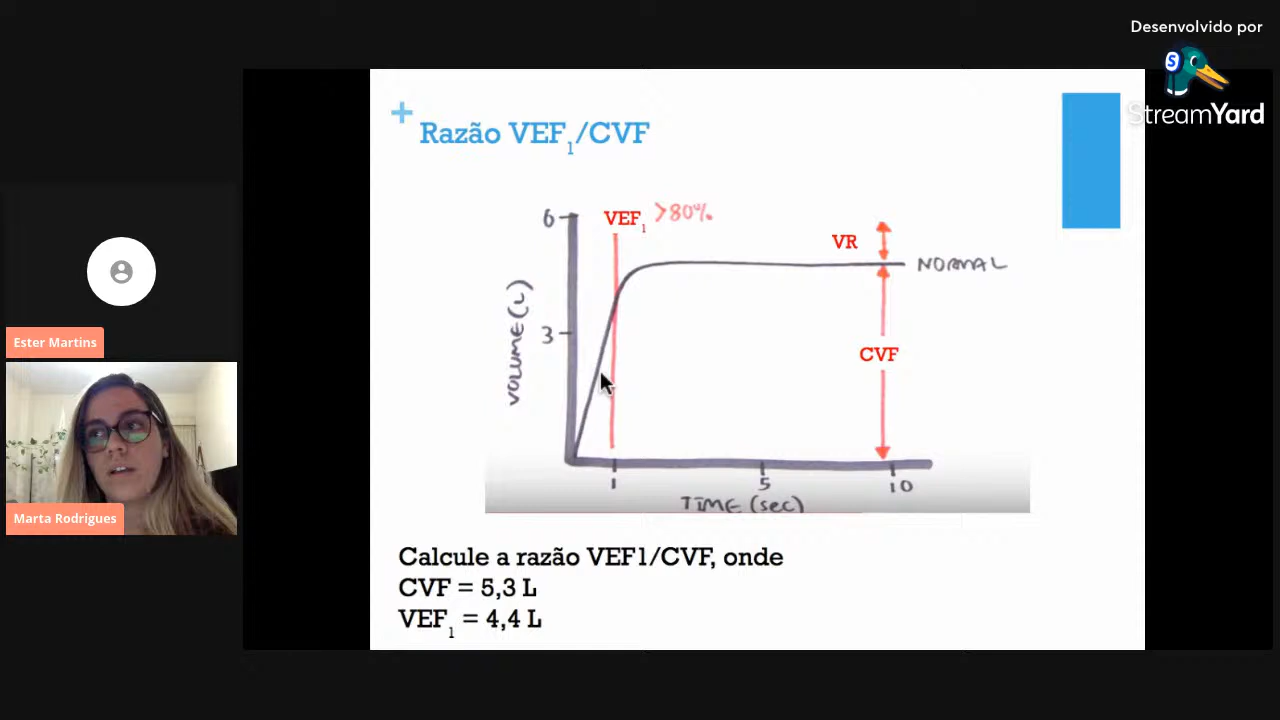 Desenvolvido por
StreamYard
Razão VEF1/CVF
6
VEF1 >80%
VR
NORMAL
VOLUME (L)
3
CVF
1
5
10
TIME (sec)
Ester Martins
Marta Rodrigues
Calcule a razão VEF1/CVF, onde
CVF = 5,3 L
VEF1 = 4,4 L